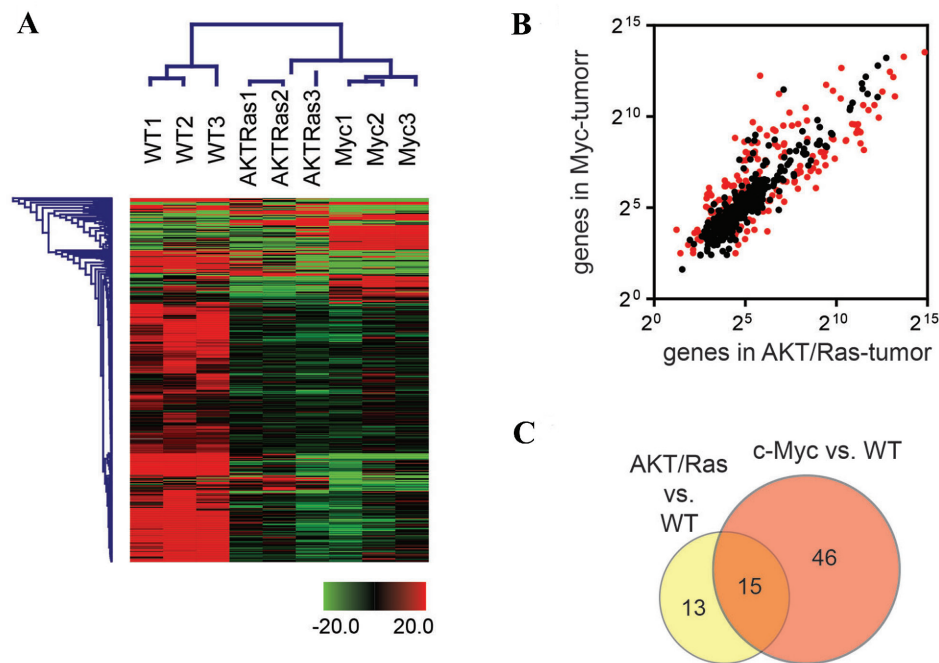 A
WT1
WT2
WT3
AKTRas1
AKTRas2
AKTRas3
Myc1
Myc2
Myc3
-20.0
20.0
B
2^15
2^10
2^5
2^0
genes in Myc-tumorr
2^0
2^5
2^10
2^15
genes in AKT/Ras-tumor
C
AKT/Ras
vs.
WT
c-Myc vs. WT
13
15
46